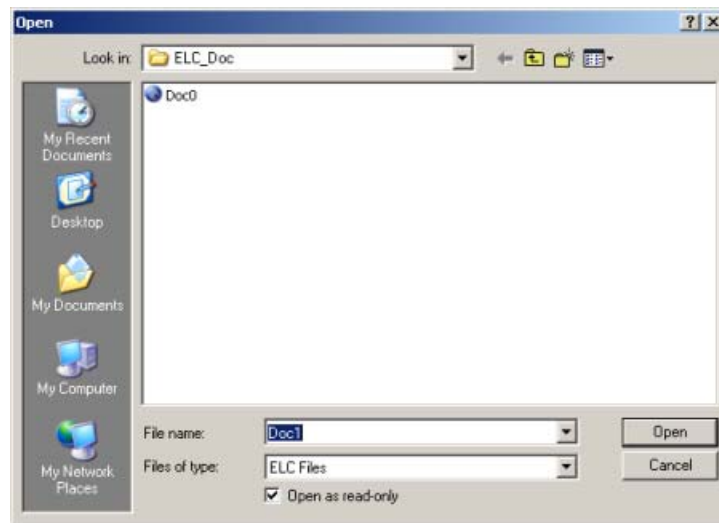 Open
Look in: ELC_Doc
Doc0
My Recent
Documents
Desktop
My Documents
My Computer
My Network
Places
File name: Doc1 Open
Files of type: ELC Files Cancel
Open as read-only